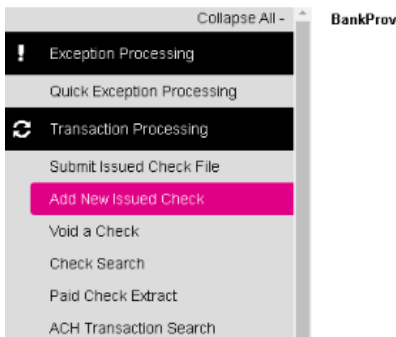 Collapse All -
BankProv
Exception Processing
Quick Exception Processing
Transaction Processing
Submit Issued Check File
Add New Issued Check
Void a Check
Check Search
Paid Check Extract
ACH Transaction Search